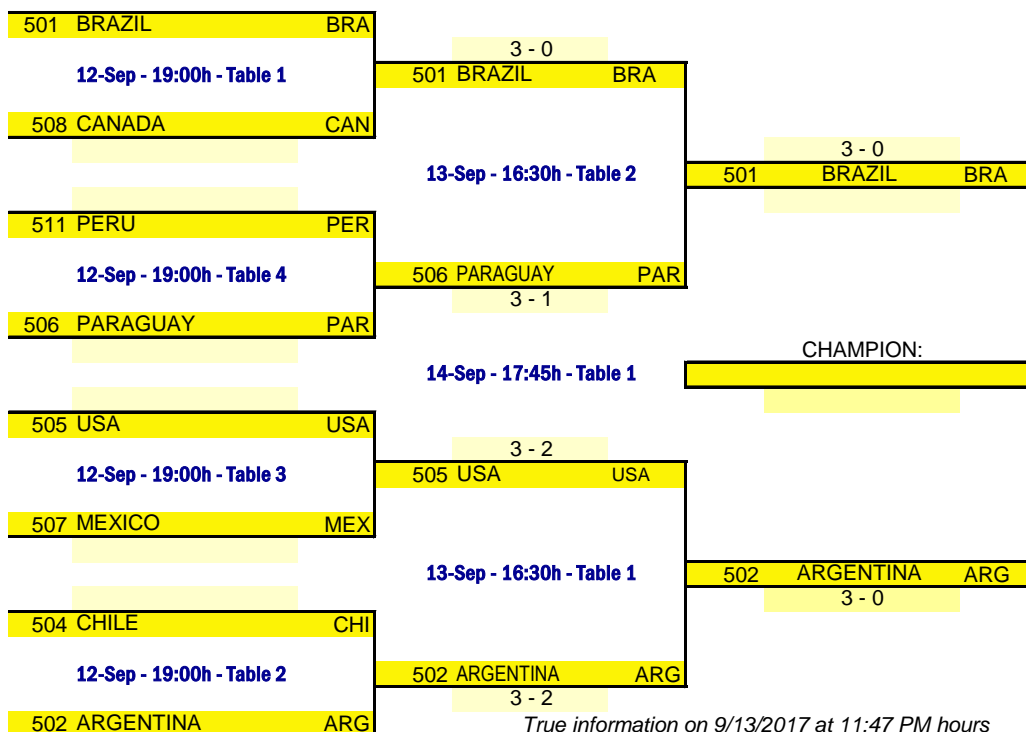 501 BRAZIL BRA
3 - 0
12-Sep - 19:00h - Table 1
501 BRAZIL BRA
508 CANADA CAN
3 - 0
13-Sep - 16:30h - Table 2
501 BRAZIL BRA
511 PERU PER
12-Sep - 19:00h - Table 4
506 PARAGUAY PAR
3 - 1
506 PARAGUAY PAR
CHAMPION:
14-Sep - 17:45h - Table 1
505 USA USA
3 - 2
12-Sep - 19:00h - Table 3
505 USA USA
507 MEXICO MEX
13-Sep - 16:30h - Table 1
502 ARGENTINA ARG
3 - 0
504 CHILE CHI
12-Sep - 19:00h - Table 2
502 ARGENTINA ARG
3 - 2
502 ARGENTINA ARG
True information on 9/13/2017 at 11:47 PM hours